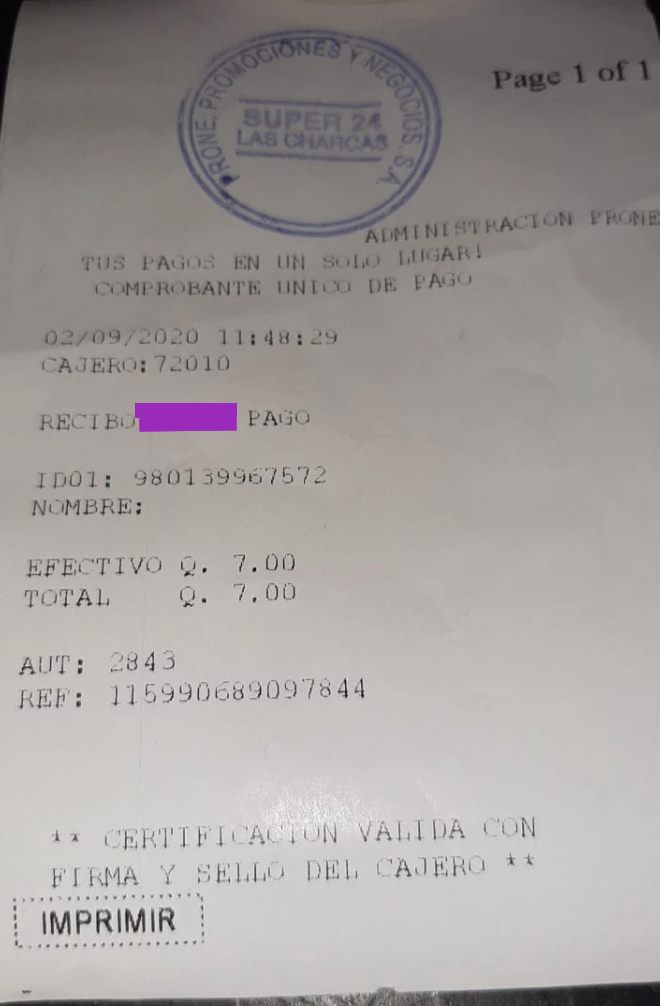 PRONE, PROMOCIONES Y NEGOCIOS, S.A.
SUPER 24
LAS CHARCAS
Page 1 of 1
ADMINISTRACION PRONE
TUS PAGOS EN UN SOLO LUGAR!
COMPROBANTE UNICO DE PAGO
02/09/2020 11:48:29
CAJERO:72010
RECIBO PAGO
ID01: 980139967572
NOMBRE:
EFECTIVO Q. 7.00
TOTAL Q. 7.00
AUT: 2843
REF: 115990689097844
** CERTIFICACION VALIDA CON
FIRMA Y SELLO DEL CAJERO **
IMPRIMIR